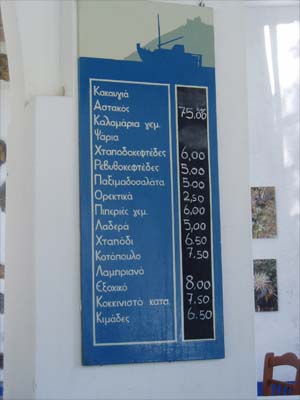 Κακαυγιά
Αστακός 75.00
Καλαμάρια γεμ.
Ψάρια
Χταποδοκεφτέδες 6,00
Ρεβυθοκεφτέδες 5.00
Παξιμαδοσαλάτα 5.00
Ορεκτικά 2,50
Πιπεριές γεμ. 6.00
Λαδερά 5,00
Χταπόδι 6.50
Κοτόπουλο 7.50
Λαμπριανό
Εξοχικό 8.00
Κοκκινιστό κατσ. 7.50
Κιμάδες 6.50